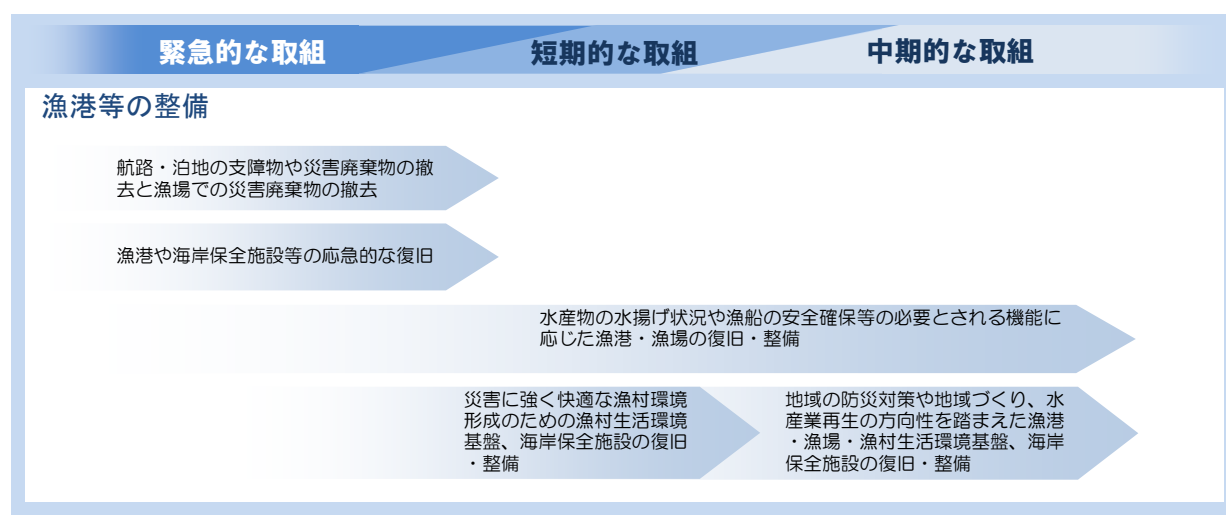 緊急的な取組
短期的な取組
中期的な取組
漁港等の整備
航路・泊地の支障物や災害廃棄物の撤
去と漁場での災害廃棄物の撤去
漁港や海岸保全施設等の応急的な復旧
水産物の水揚げ状況や漁船の安全確保等の必要とされる機能に
応じた漁港・漁場の復旧・整備
災害に強く快適な漁村環境
形成のための漁村生活環境
基盤、海岸保全施設の復旧
・整備
地域の防災対策や地域づくり、水
産業再生の方向性を踏まえた漁港
・漁場・漁村生活環境基盤、海岸
保全施設の復旧・整備